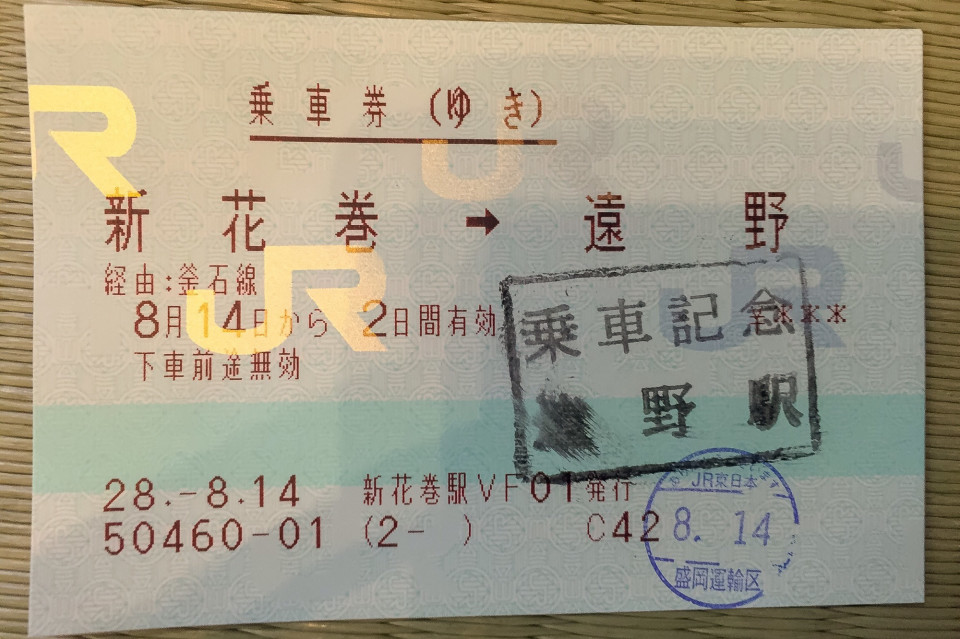 乗車券(ゆき)
新花巻→遠野
経由:釜石線
8月14日から 2日間有効
¥****
下車前途無効
乗車記念
野駅
28.-8.14 新花巻駅VF01発行
50460-01 (2- ) C42
JR東日本
8.14
盛岡運輸区
JR
JR
JR